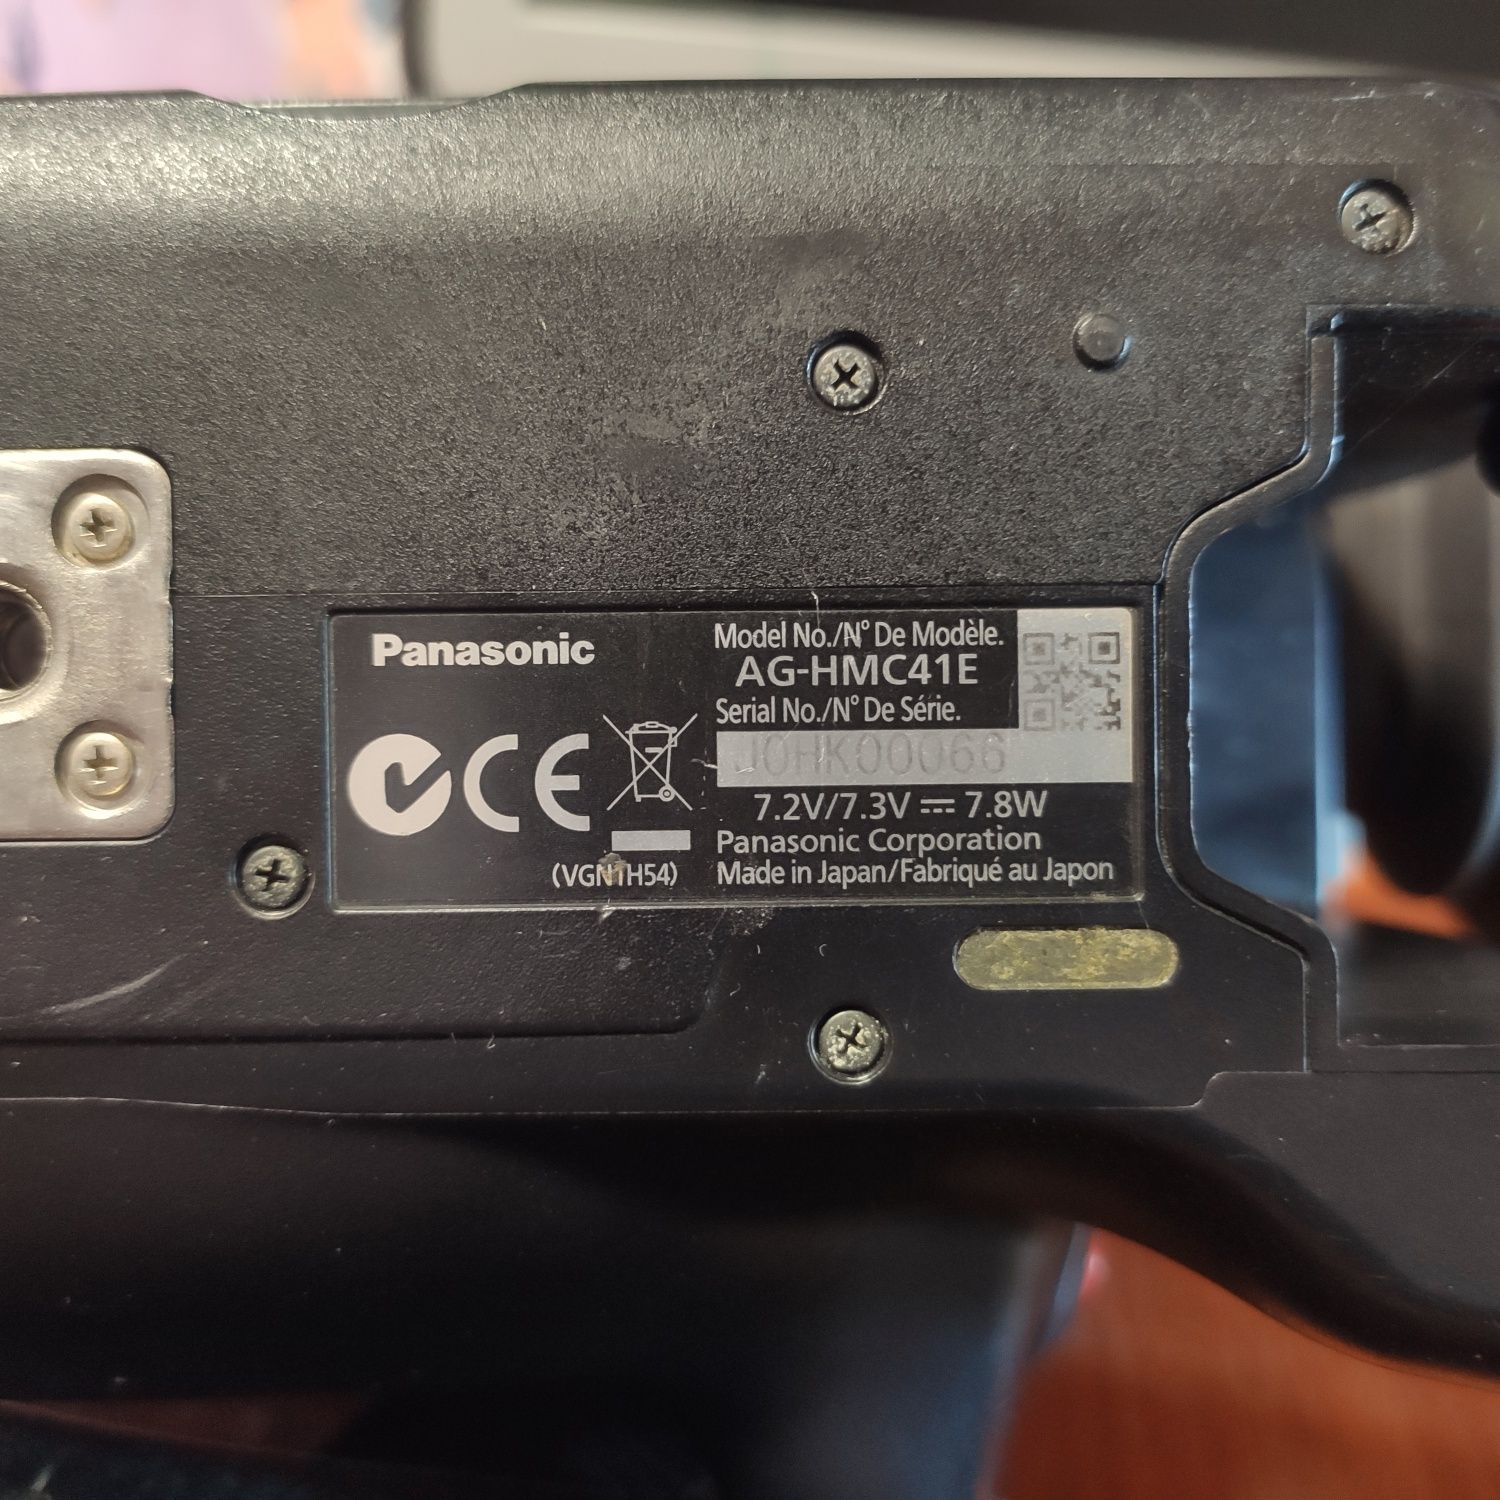 Panasonic
Model No./N° De Modèle.
AG-HMC41E
Serial No./N° De Série.
J0HK00066
7.2V/7.3V ⎓ 7.8W
Panasonic Corporation
(VGN1H54)
Made in Japan/Fabriqué au Japon